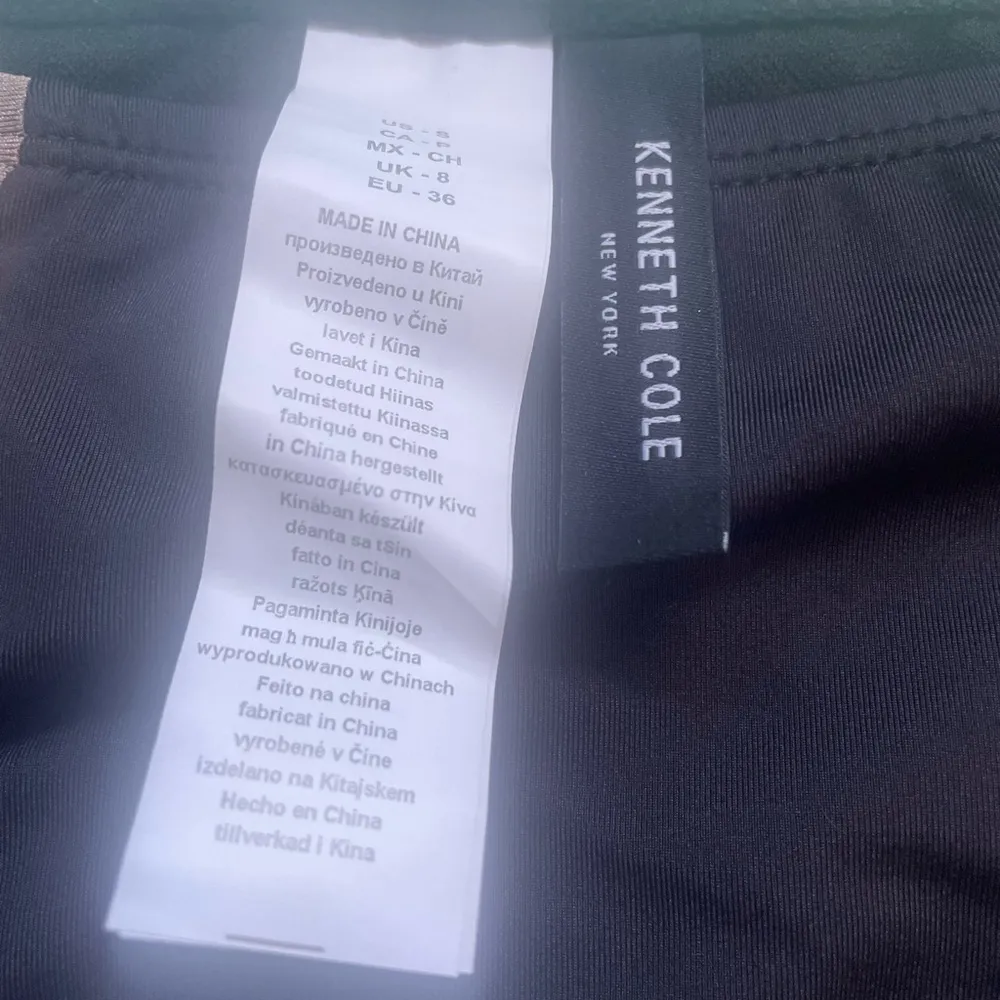 US - S
CA - P
MX - CH
UK - 8
EU - 36
MADE IN CHINA
произведено в Китай
Proizvedeno u Kini
vyrobeno v Číně
lavet i Kina
Gemaakt in China
toodetud Hiinas
valmistettu Kiinassa
fabriqué en Chine
in China hergestellt
κατασκευασμένο στην Κίνα
Kínában készült
déanta sa tSín
fatto in Cina
ražots Ķīnā
Pagaminta Kinijoje
mag ħ mula fiċ-Ċina
wyprodukowano w Chinach
Feito na china
fabricat in China
vyrobené v Číne
izdelano na Kitajskem
Hecho en China
tillverkad i Kina
KENNETH COLE
NEW YORK